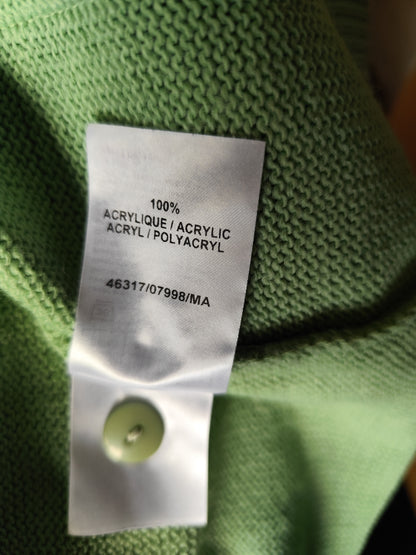 100%
ACRYLIQUE / ACRYLIC
ACRYL / POLYACRYL
46317/07998/MA